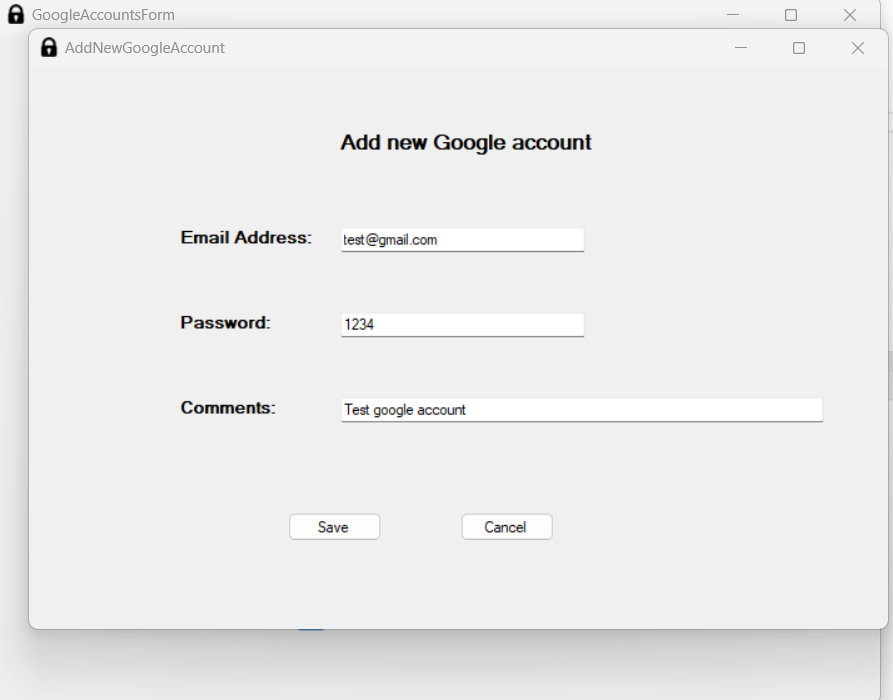 GoogleAccountsForm
AddNewGoogleAccount
Add new Google account
Email Address: test@gmail.com
Password: 1234
Comments: Test google account
Save Cancel